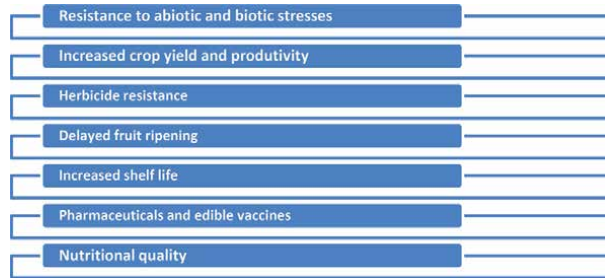 Resistance to abiotic and biotic stresses
Increased crop yield and produtivity
Herbicide resistance
Delayed fruit ripening
Increased shelf life
Pharmaceuticals and edible vaccines
Nutritional quality